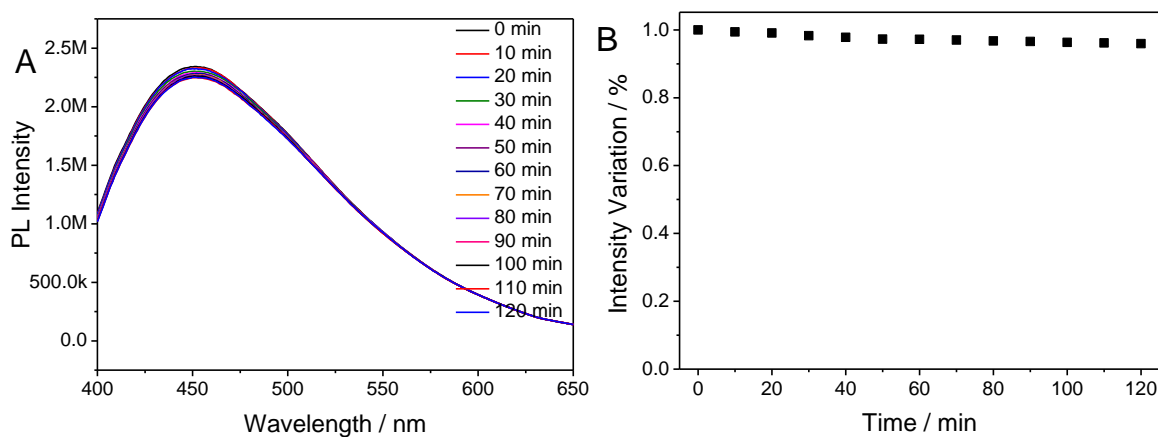 A
PL Intensity
2.5M
2.0M
1.5M
1.0M
500.0k
0.0
400
450
500
550
600
650
Wavelength / nm
0 min
10 min
20 min
30 min
40 min
50 min
60 min
70 min
80 min
90 min
100 min
110 min
120 min
B
Intensity Variation / %
1.0
0.8
0.6
0.4
0.2
0.0
0
20
40
60
80
100
120
Time / min